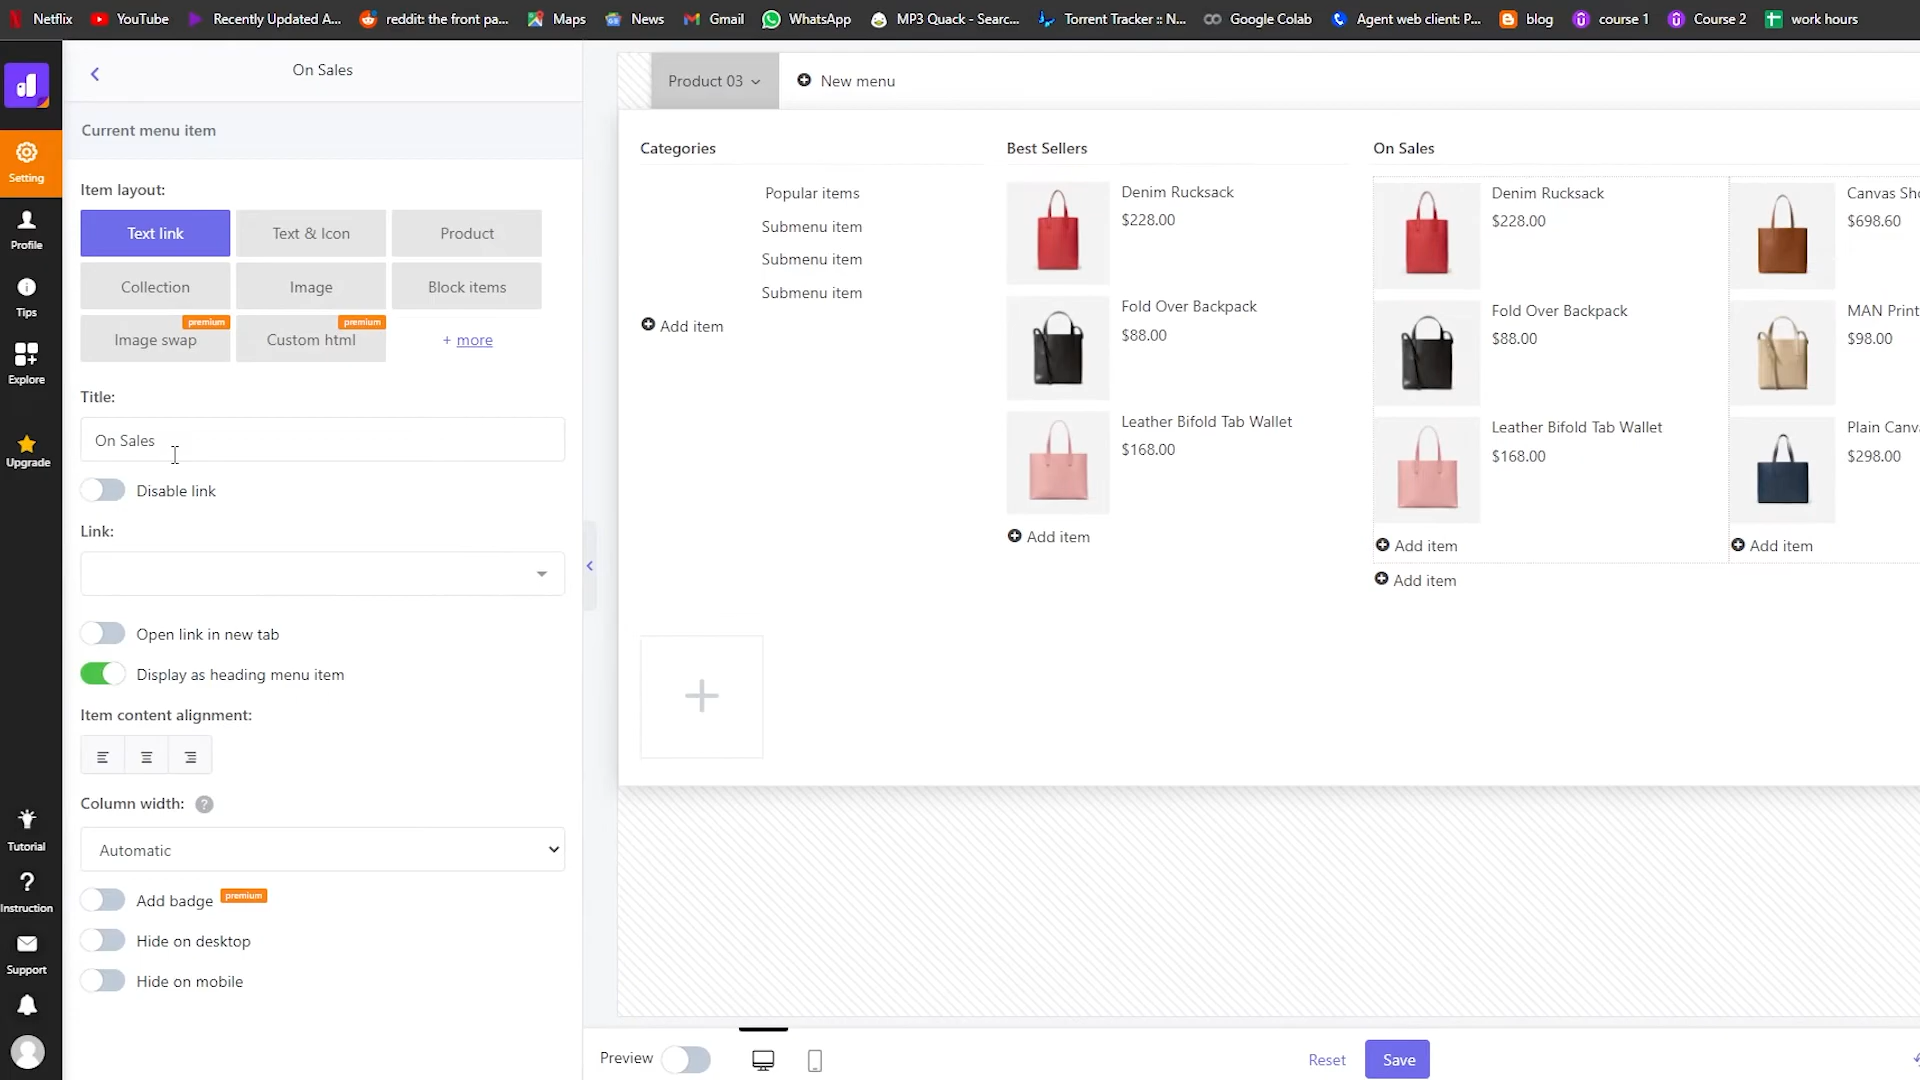 Netflix
YouTube
Recently Updated A...
reddit: the front pa...
Maps
News
Gmail
WhatsApp
MP3 Quack - Searc...
Torrent Tracker :: N...
Google Colab
Agent web client: P...
blog
course 1
Course 2
work hours
Setting
Profile
Tips
Explore
Upgrade
Tutorial
Instruction
Support
On Sales
Current menu item
Item layout:
Text link
Text & Icon
Product
Collection
Image
Block items
premium
Image swap
premium
Custom html
+ more
Title:
On Sales
Disable link
Link:
Open link in new tab
Display as heading menu item
Item content alignment:
Column width: ?
Automatic
Add badge premium
Hide on desktop
Hide on mobile
Product 03
New menu
Categories
Popular items
Submenu item
Submenu item
Submenu item
Add item
Best Sellers
Denim Rucksack
$228.00
Fold Over Backpack
$88.00
Leather Bifold Tab Wallet
$168.00
Add item
On Sales
Denim Rucksack
$228.00
Fold Over Backpack
$88.00
Leather Bifold Tab Wallet
$168.00
Add item
Add item
Canvas Sho
$698.60
MAN Print
$98.00
Plain Canva
$298.00
Add item
Preview
Reset
Save